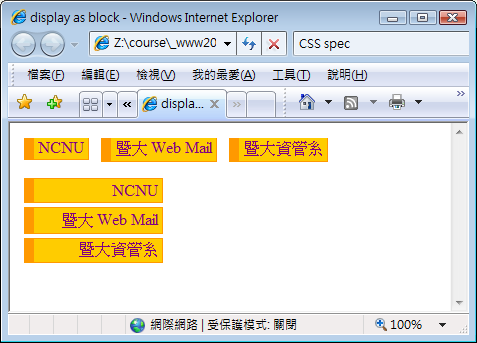 display as block - Windows Internet Explorer
Z:\course\_www20
CSS spec
檔案(F) 編輯(E) 檢視(V) 我的最愛(A) 工具(T) 說明(H)
displa...
NCNU 暨大 Web Mail 暨大資管系
NCNU
暨大 Web Mail
暨大資管系
網際網路 | 受保護模式: 關閉 100%